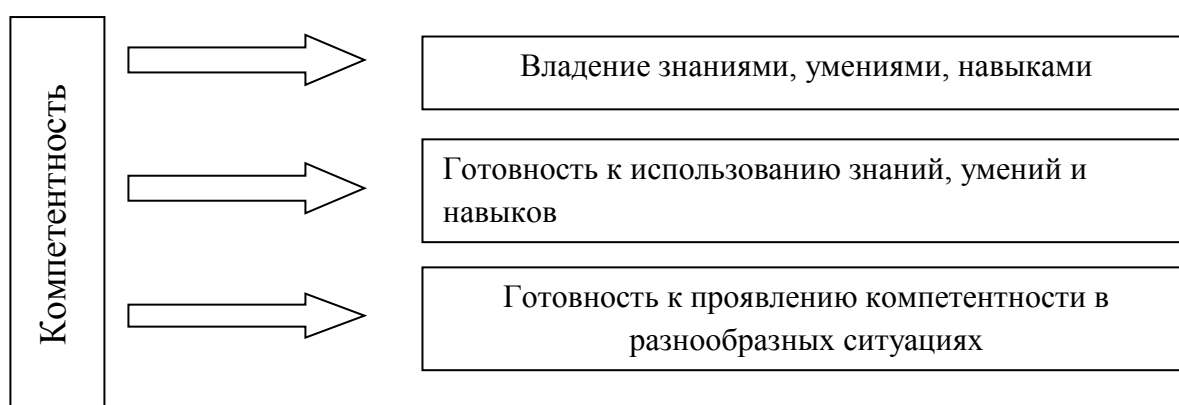 Компетентность
Владение знаниями, умениями, навыками
Готовность к использованию знаний, умений и
навыков
Готовность к проявлению компетентности в
разнообразных ситуациях